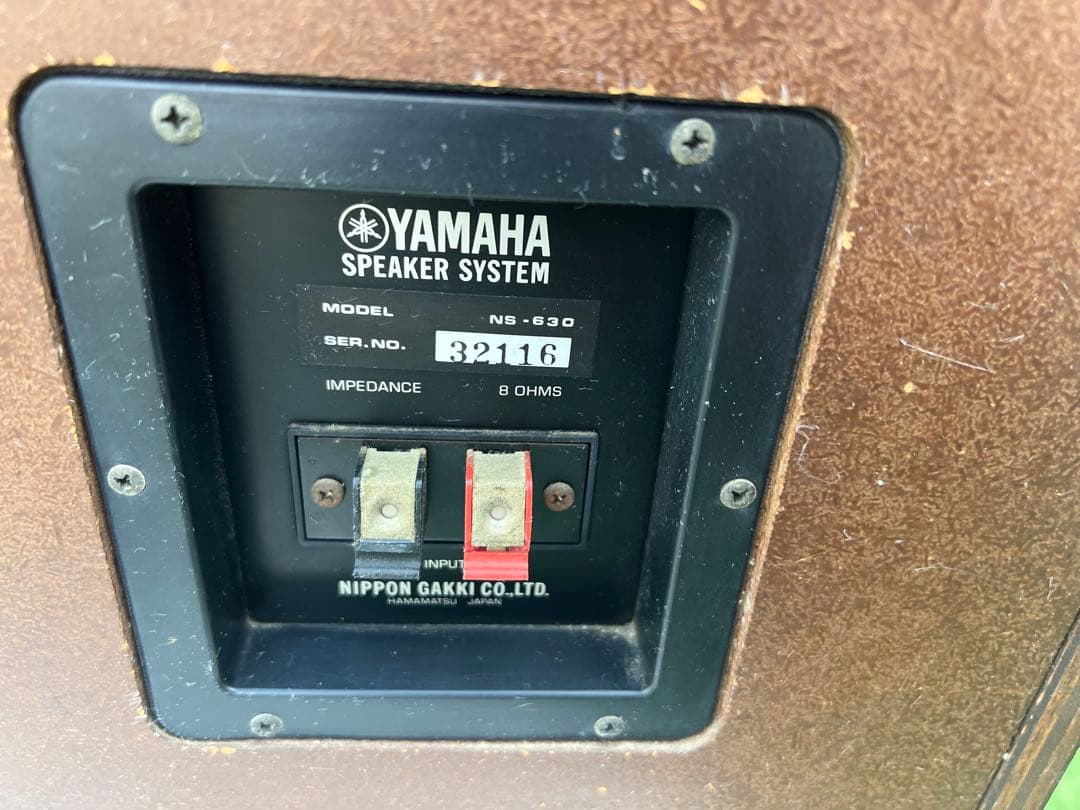 YAMAHA
SPEAKER SYSTEM
MODEL NS-630
SER. NO. 32116
IMPEDANCE 8 OHMS
INPUT
NIPPON GAKKI CO.,LTD.
HAMAMATSU JAPAN